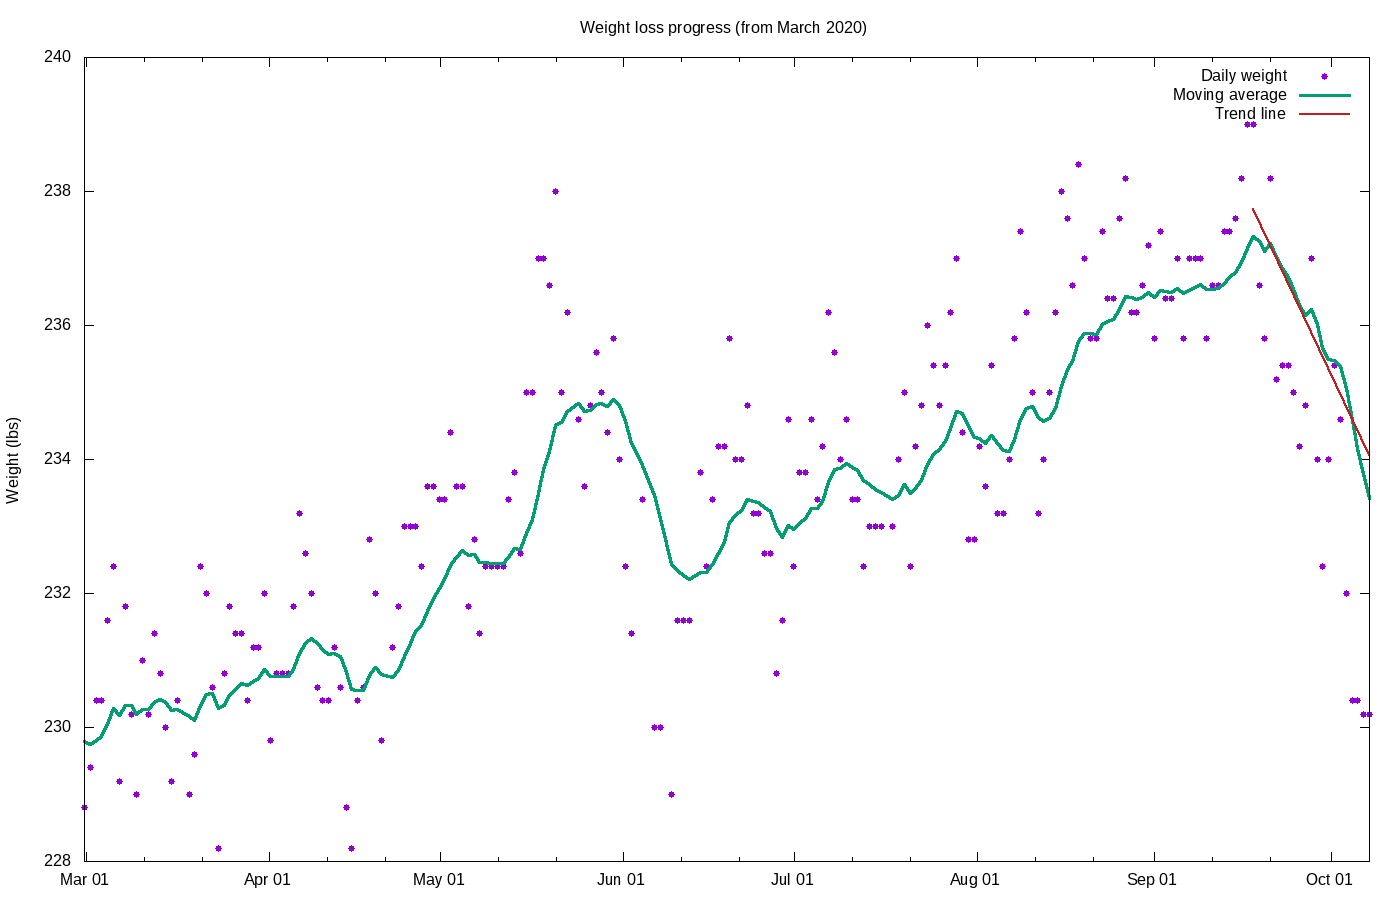 Weight loss progress (from March 2020)
240
238
236
234
232
230
228
Weight (lbs)
Daily weight
Moving average
Trend line
Mar 01 Apr 01 May 01 Jun 01 Jul 01 Aug 01 Sep 01 Oct 01